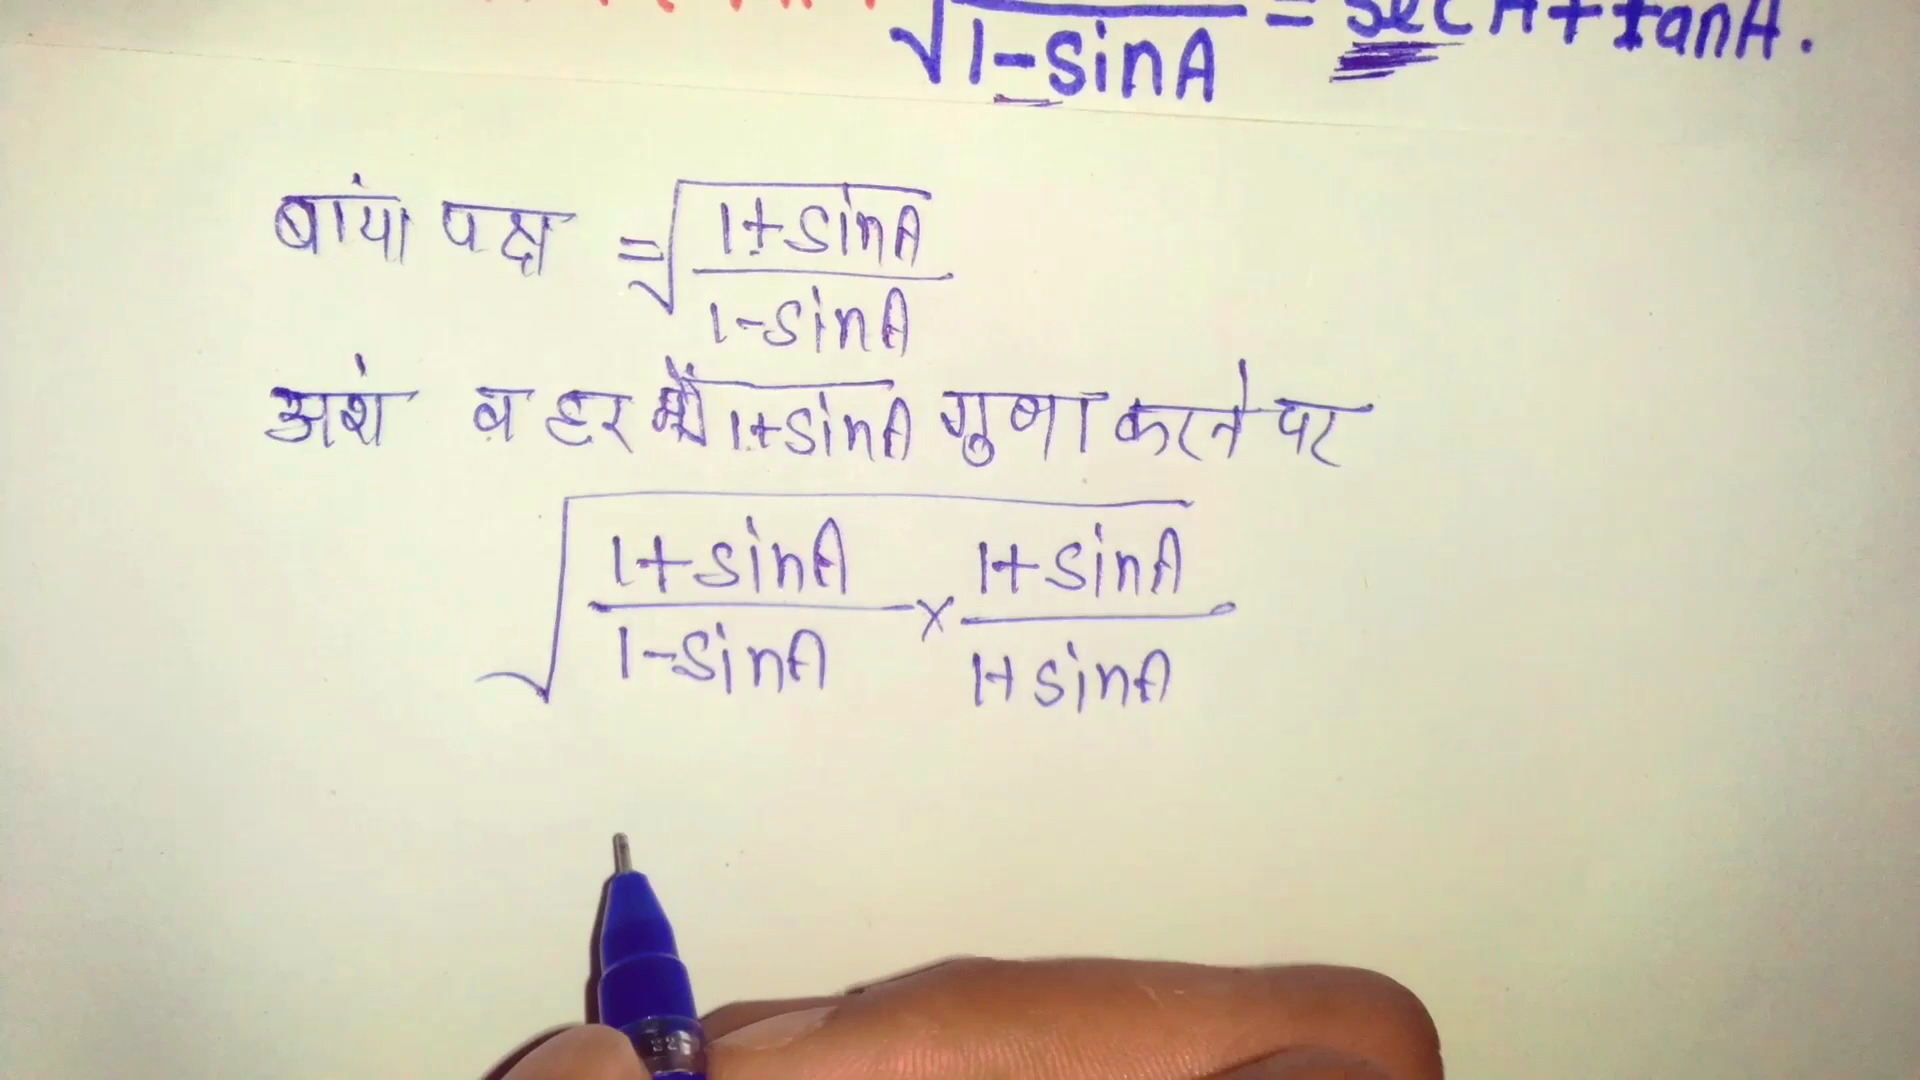 √1-sinA = secA+tanA.
बांया पक्ष = √1+sinA/1-sinA
अशं व हर में √1+sinA गुणा करने पर
√1+sinA/1-sinA × 1+sinA/1+sinA